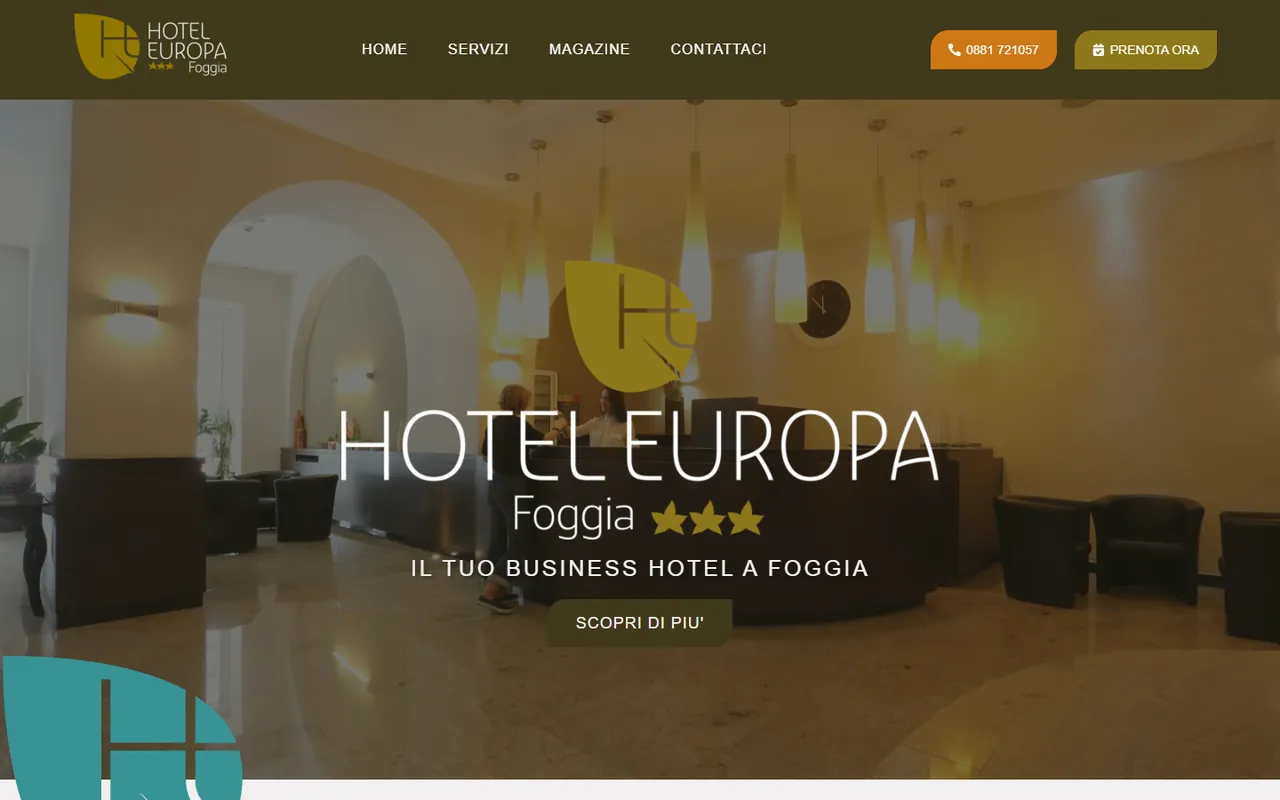 HOTEL
EUROPA
Foggia
HOME
SERVIZI
MAGAZINE
CONTATTACI
0881 721057
PRENOTA ORA
HOTEL EUROPA
Foggia
IL TUO BUSINESS HOTEL A FOGGIA
SCOPRI DI PIU'